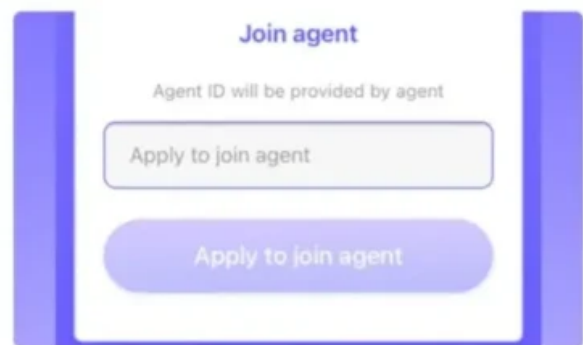 Join agent
Agent ID will be provided by agent
Apply to join agent
Apply to join agent